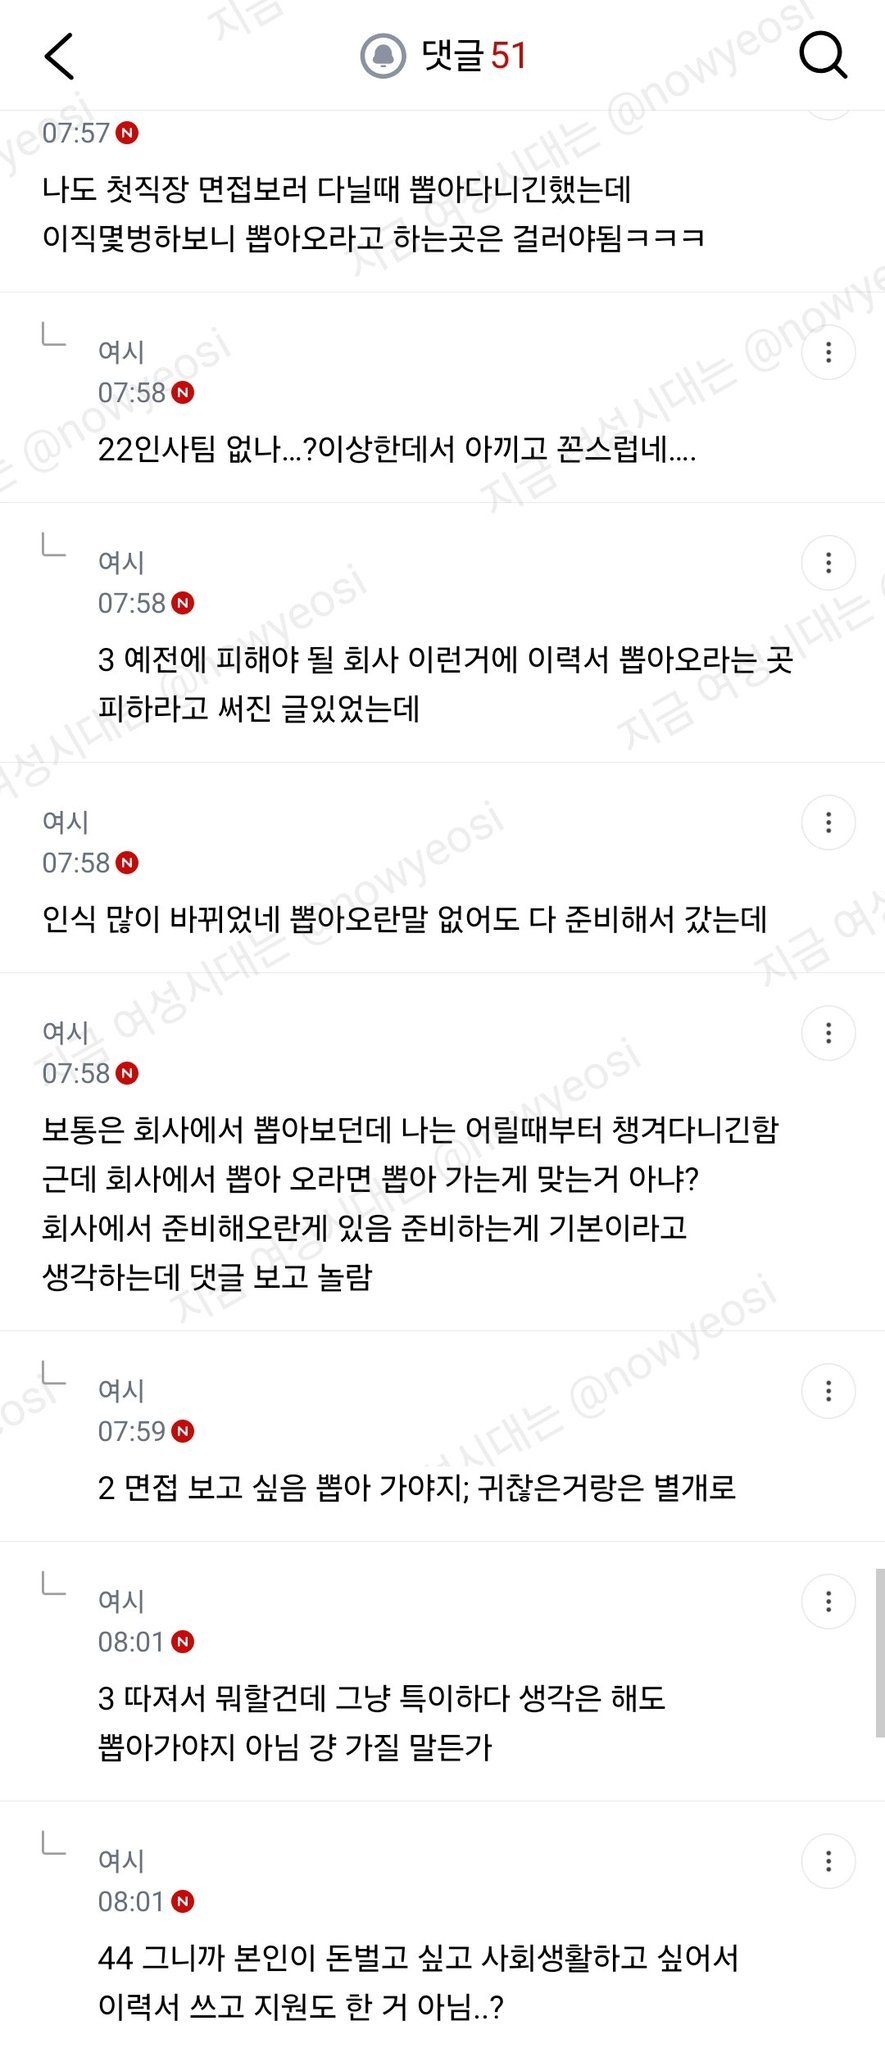 댓글 51
07:57 N
나도 첫직장 면접보러 다닐때 뽑아다니긴했는데
이직몇벙하보니 뽑아오라고 하는곳은 걸러야됨ㅋㅋㅋ
여시
07:58 N
22인사팀 없나...?이상한데서 아끼고 꼰스럽네....
여시
07:58 N
3 예전에 피해야 될 회사 이런거에 이력서 뽑아오라는 곳
피하라고 써진 글있었는데
여시
07:58 N
인식 많이 바뀌었네 뽑아오란말 없어도 다 준비해서 갔는데
여시
07:58 N
보통은 회사에서 뽑아보던데 나는 어릴때부터 챙겨다니긴함
근데 회사에서 뽑아 오라면 뽑아 가는게 맞는거 아냐?
회사에서 준비해오란게 있음 준비하는게 기본이라고
생각하는데 댓글 보고 놀람
여시
07:59 N
2 면접 보고 싶음 뽑아 가야지; 귀찮은거랑은 별개로
여시
08:01 N
3 따져서 뭐할건데 그냥 특이하다 생각은 해도
뽑아가야지 아님 걍 가질 말든가
여시
08:01 N
44 그니까 본인이 돈벌고 싶고 사회생활하고 싶어서
이력서 쓰고 지원도 한 거 아님..?
지금 여성시대는 @nowyeosi